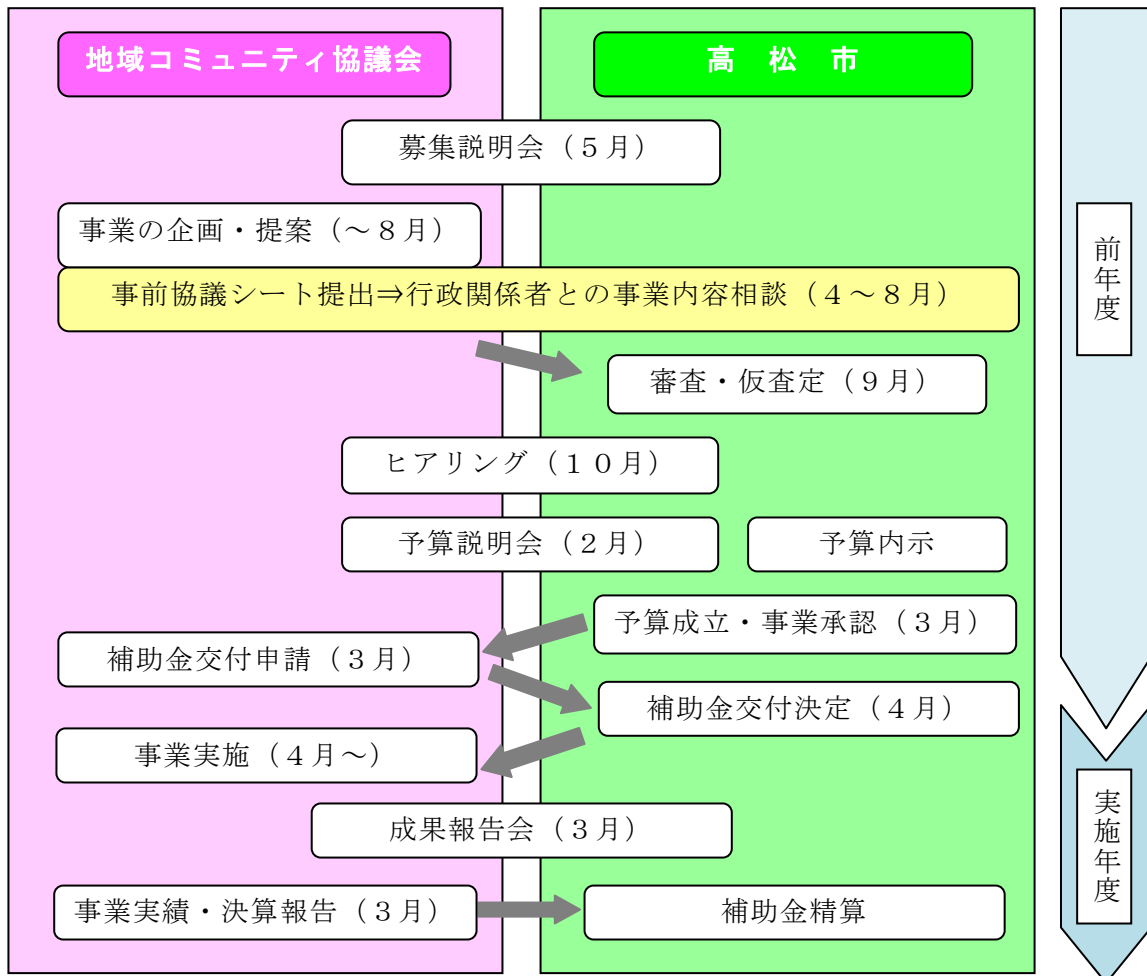 地域コミュニティ協議会
高 松 市
募集説明会（５月）
事業の企画・提案（～８月）
事前協議シート提出⇒行政関係者との事業内容相談（４～８月）
審査・仮査定（９月）
ヒアリング（１０月）
予算説明会（２月）
予算内示
予算成立・事業承認（３月）
補助金交付申請（３月）
補助金交付決定（４月）
事業実施（４月～）
成果報告会（３月）
事業実績・決算報告（３月）
補助金精算
前年度
実施年度